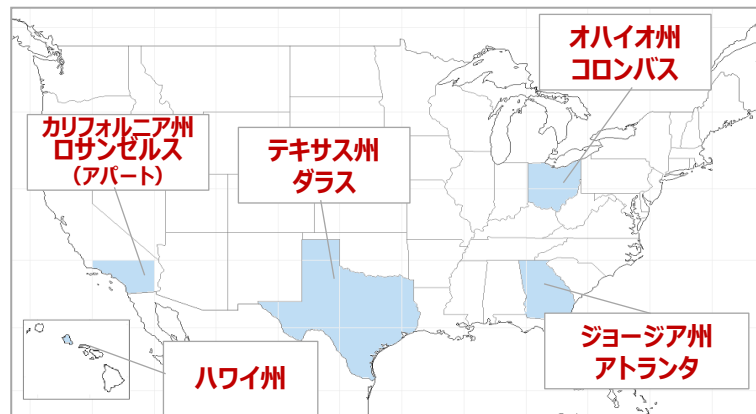 オハイオ州
コロンバス
カリフォルニア州
ロサンゼルス
（アパート）
テキサス州
ダラス
ジョージア州
アトランタ
ハワイ州